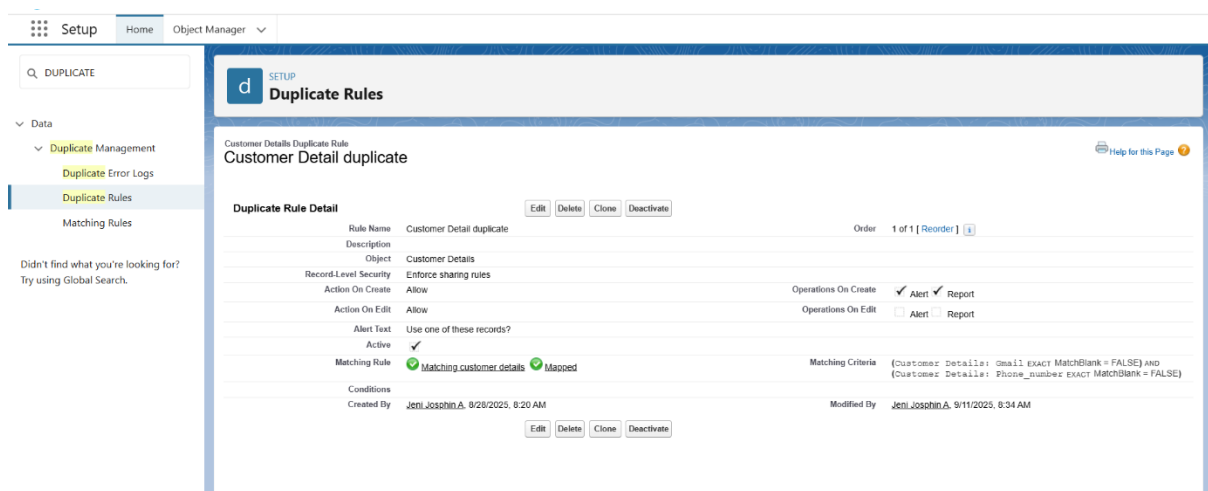 Setup Home Object Manager
DUPLICATE
Data
Duplicate Management
Duplicate Error Logs
Duplicate Rules
Matching Rules
Didn't find what you're looking for?
Try using Global Search.
d
SETUP
Duplicate Rules
Customer Details Duplicate Rule
Customer Detail duplicate
Help for this Page ?
Duplicate Rule Detail Edit Delete Clone Deactivate
Rule Name Customer Detail duplicate Order 1 of 1 [ Reorder ] i
Description
Object Customer Details
Record-Level Security Enforce sharing rules
Action On Create Allow Operations On Create Alert Report
Action On Edit Allow Operations On Edit Alert Report
Alert Text Use one of these records?
Active
Matching Rule Matching customer details Mapped Matching Criteria (Customer Details: Gmail EXACT MatchBlank = FALSE) AND
(Customer Details: Phone_number EXACT MatchBlank = FALSE)
Conditions
Created By Jeni Josphin A, 8/28/2025, 8:20 AM Modified By Jeni Josphin A, 9/11/2025, 8:34 AM
Edit Delete Clone Deactivate